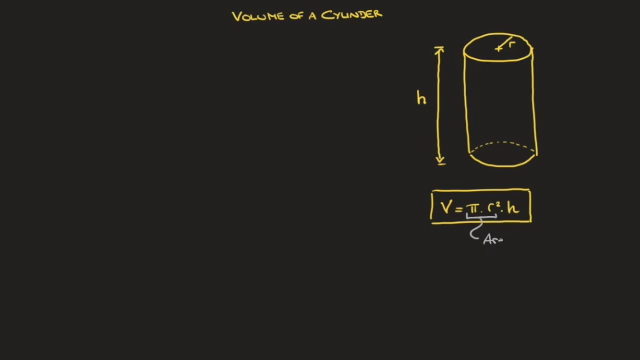 VOLUME OF A CYLINDER
r
h
V = π · r² · h